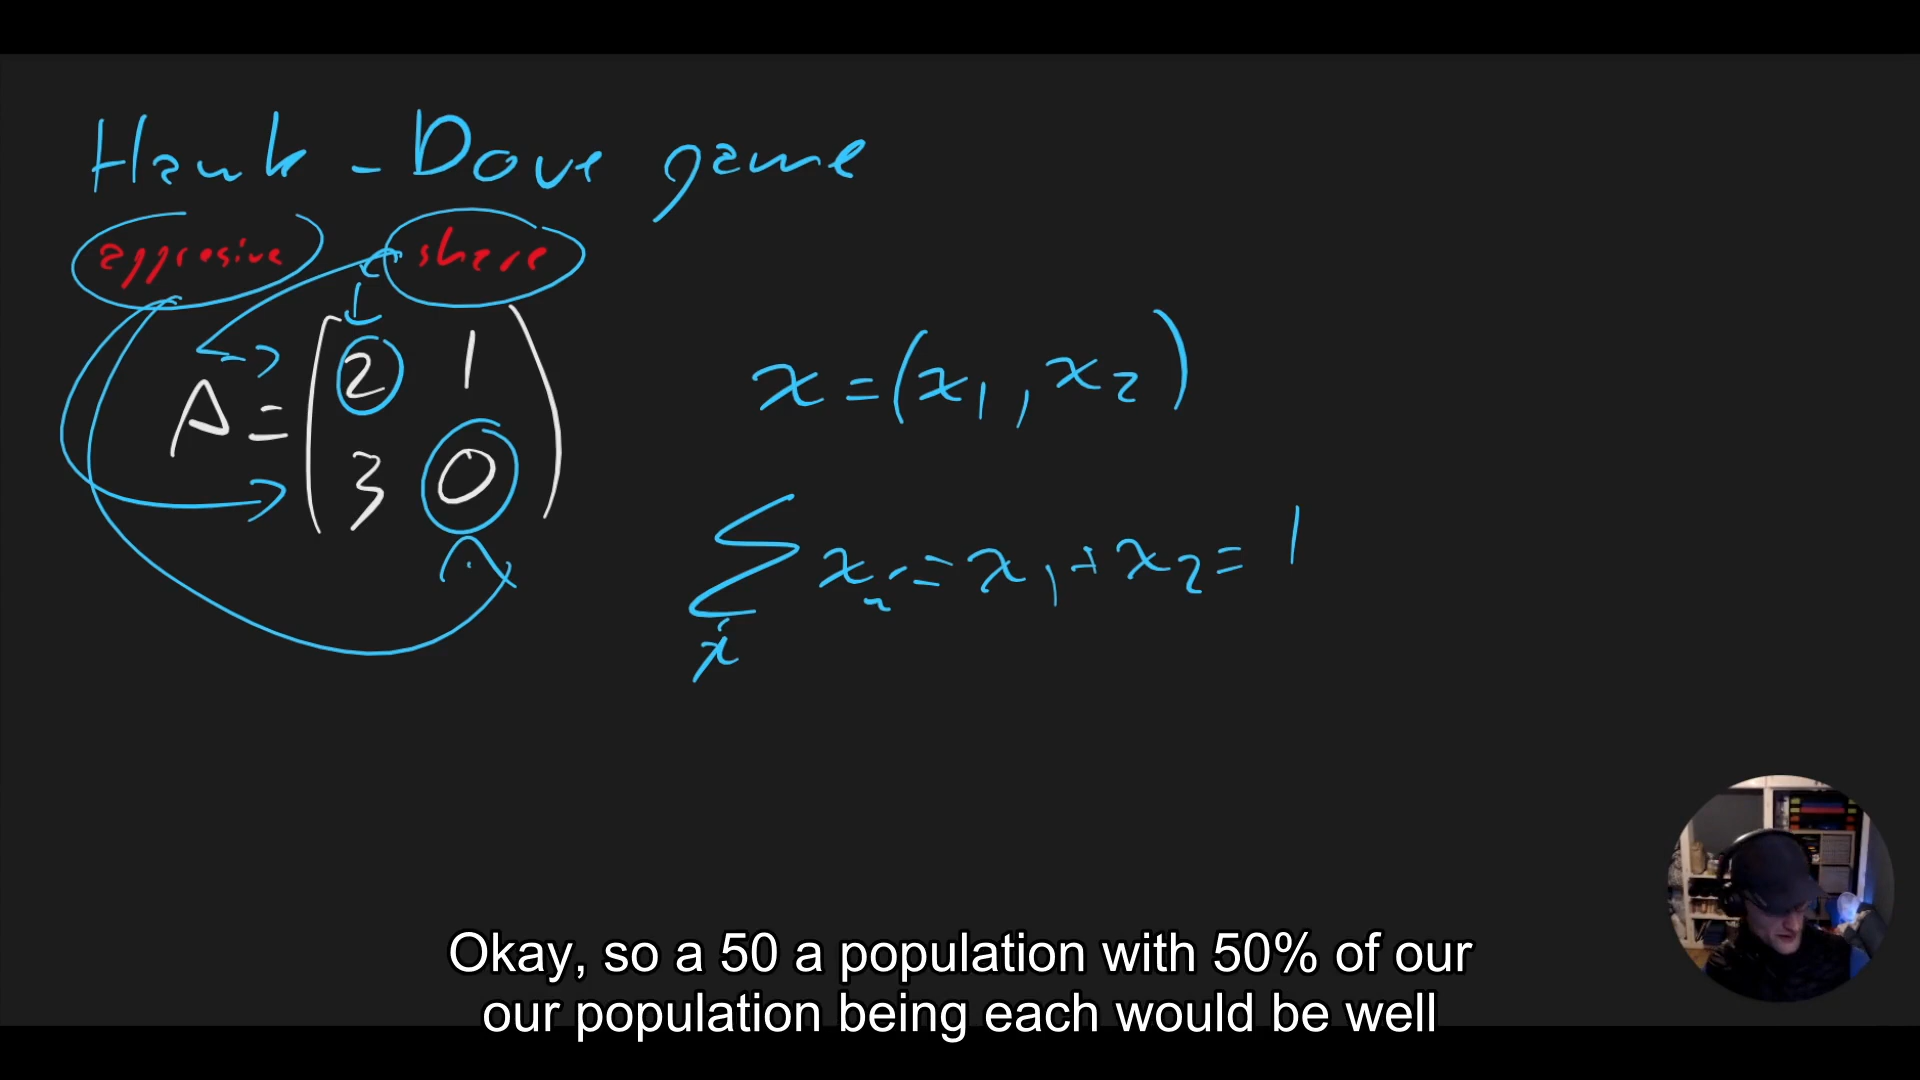 Hawk - Dove game
aggresive share
A = ( 2 1
3 0 )
x = (x₁, x₂)
∑ᵢ xᵢ = x₁ + x₂ = 1
Okay, so a 50 a population with 50% of our
our population being each would be well